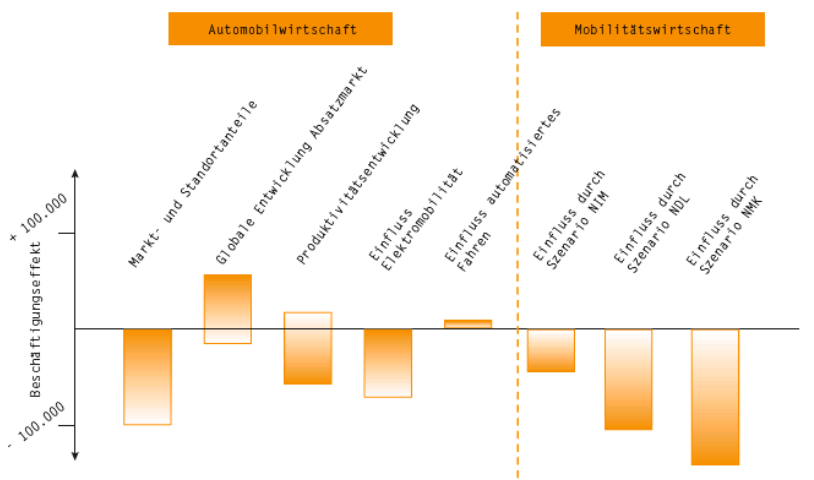 Automobilwirtschaft
Mobilitätswirtschaft
Markt- und Standortanteile
Globale Entwicklung Absatzmarkt
Produktivitätsentwicklung
Einfluss
Elektromobilität
Einfluss automatisiertes
Fahren
Einfluss durch
Szenario NIM
Einfluss durch
Szenario NDL
Einfluss durch
Szenario NMK
+ 100.000
Beschäftigungseffekt
- 100.000